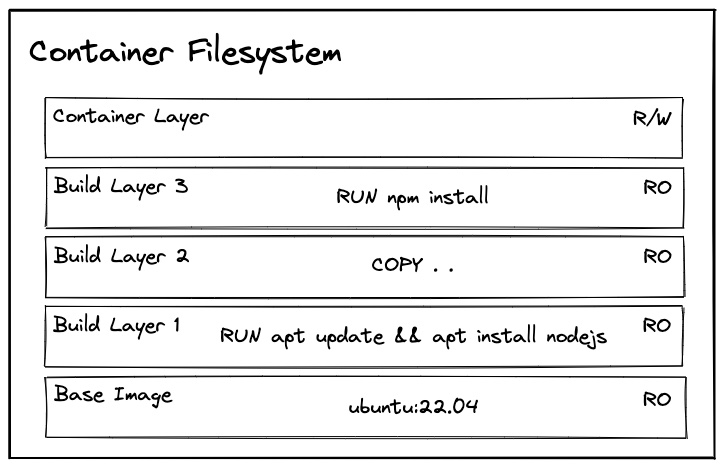 Container Filesystem
Container Layer R/W
Build Layer 3 RUN npm install RO
Build Layer 2 COPY . . RO
Build Layer 1 RUN apt update && apt install nodejs RO
Base Image ubuntu:22.04 RO